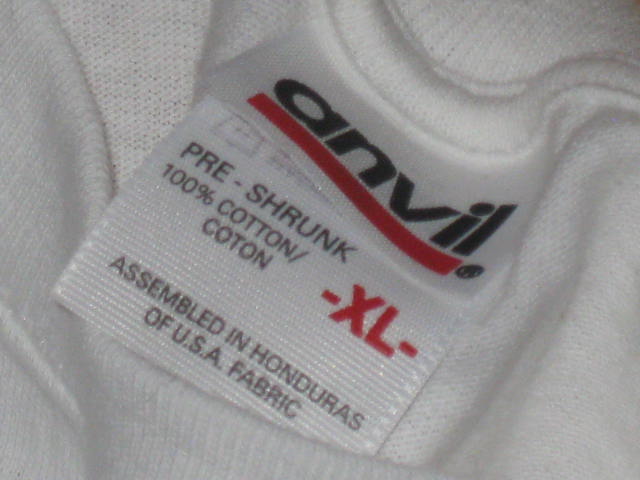 anvil®
PRE - SHRUNK
100% COTTON/
COTON
-XL-
ASSEMBLED IN HONDURAS
OF U.S.A. FABRIC